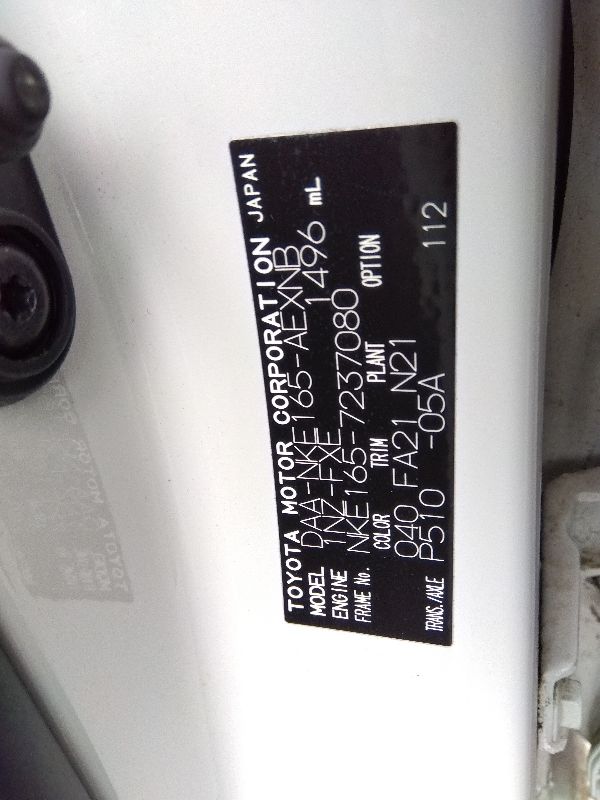 TOYOTA MOTOR CORPORATION JAPAN
MODEL DAA-NKE165-AEXNB
ENGINE 1NZ-FXE 1496 mL
FRAME No. NKE165-7237080
COLOR TRIM PLANT OPTION
040 FA21 N21
TRANS./AXLE P510 -05A 112